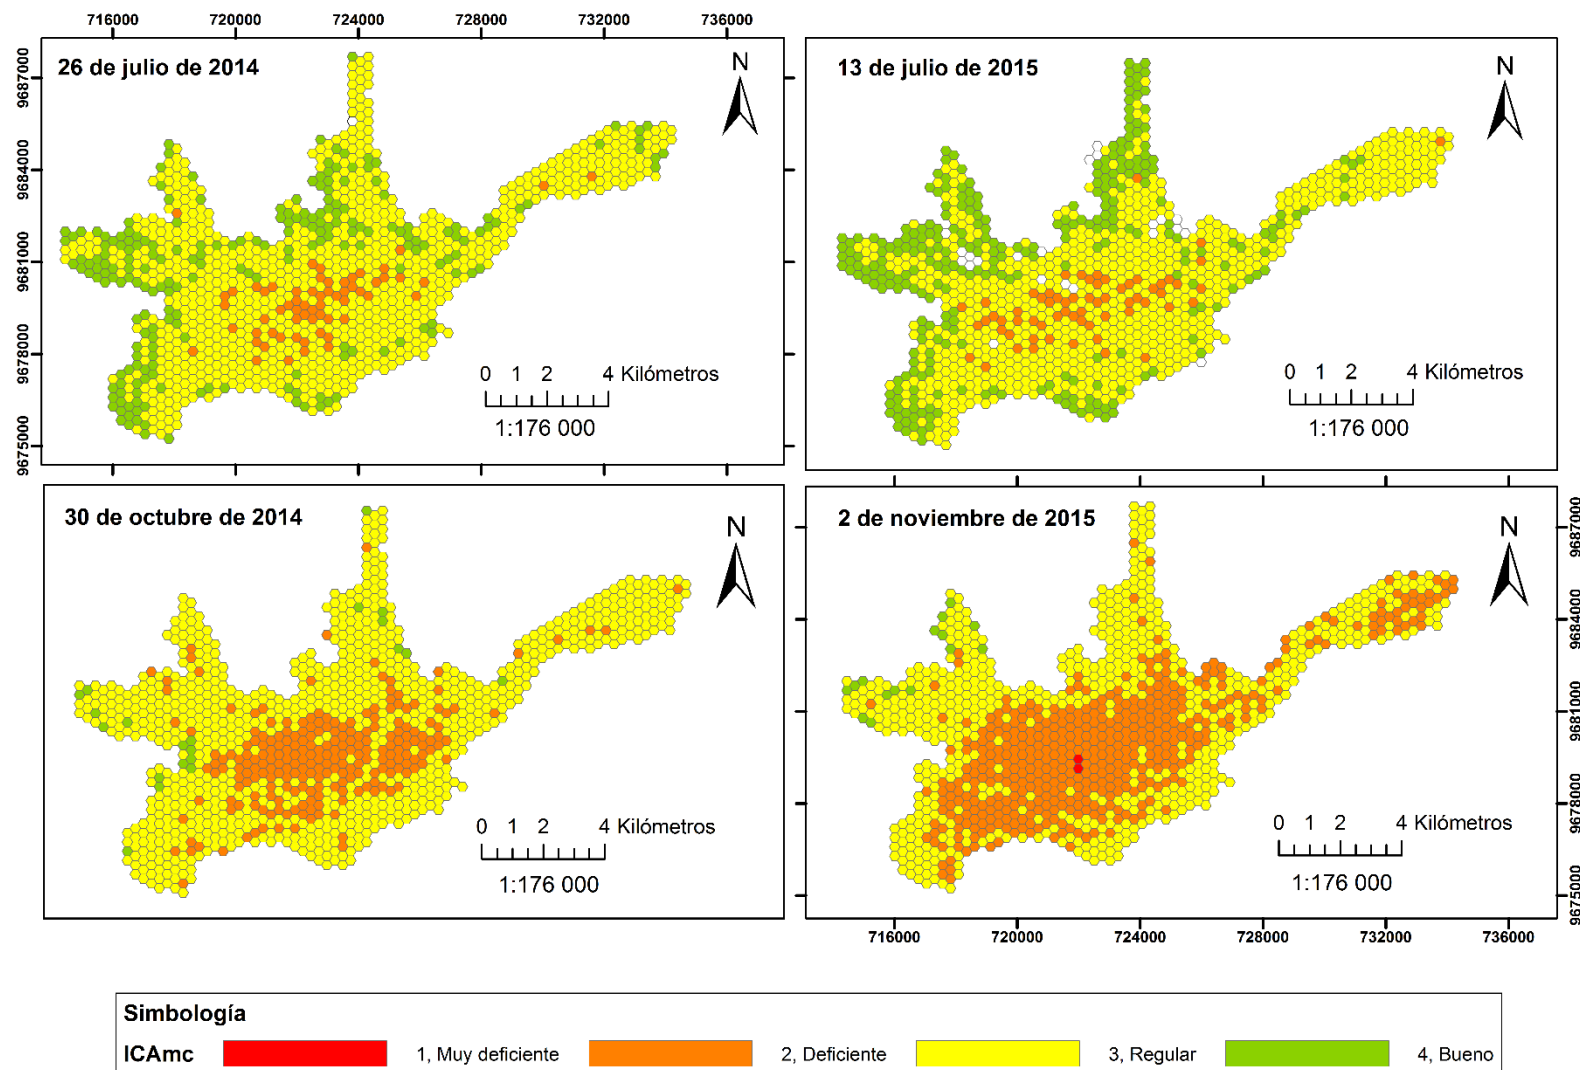 716000 720000 724000 728000 732000 736000
26 de julio de 2014
N
9687000
9684000
9681000
9678000
9675000
0 1 2 4 Kilómetros
1:176 000
13 de julio de 2015
N
0 1 2 4 Kilómetros
1:176 000
30 de octubre de 2014
N
0 1 2 4 Kilómetros
1:176 000
2 de noviembre de 2015
N
9687000
9684000
9681000
9678000
9675000
0 1 2 4 Kilómetros
1:176 000
716000 720000 724000 728000 732000 736000
Simbología
ICAmc 1, Muy deficiente 2, Deficiente 3, Regular 4, Bueno